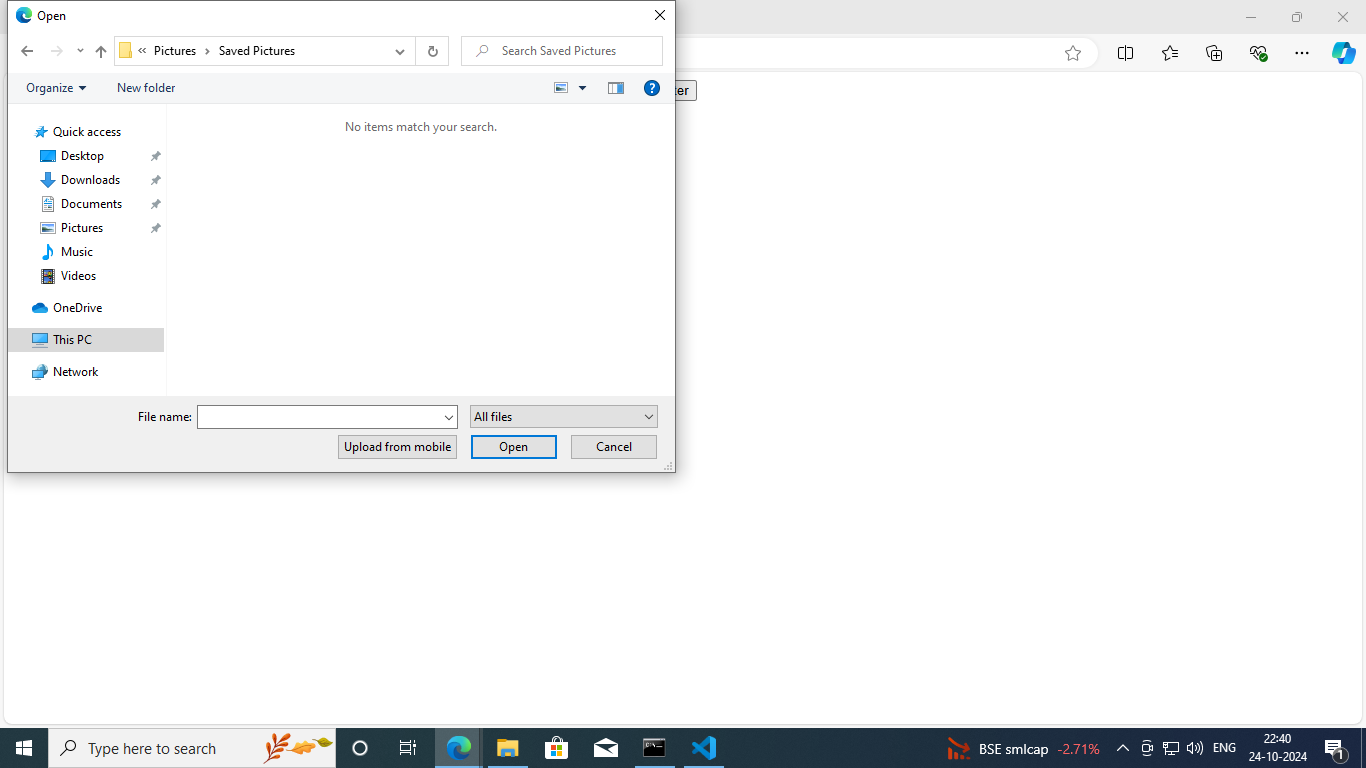 Open
Pictures
Saved Pictures
Search Saved Pictures
Organize
New folder
ter
No items match your search.
Quick access
Desktop
Downloads
Documents
Pictures
Music
Videos
OneDrive
This PC
Network
File name:
All files
Upload from mobile
Open
Cancel
Type here to search
BSE smlcap -2.71%
ENG
22:40
24-10-2024
1